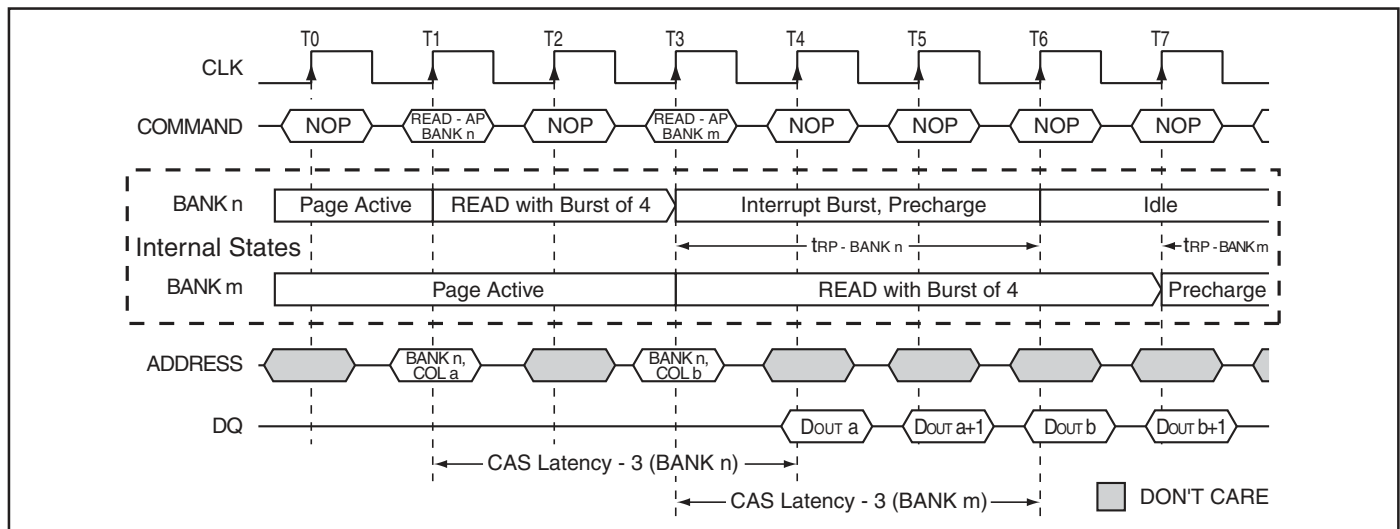 T0 T1 T2 T3 T4 T5 T6 T7
CLK
COMMAND NOP READ - AP BANK n NOP READ - AP BANK m NOP NOP NOP NOP
BANK n Page Active READ with Burst of 4 Interrupt Burst, Precharge Idle
Internal States tRP - BANK n tRP - BANK m
BANK m Page Active READ with Burst of 4 Precharge
ADDRESS BANK n, COL a BANK n, COL b
DQ DOUT a DOUT a+1 DOUT b DOUT b+1
CAS Latency - 3 (BANK n)
CAS Latency - 3 (BANK m) DON'T CARE